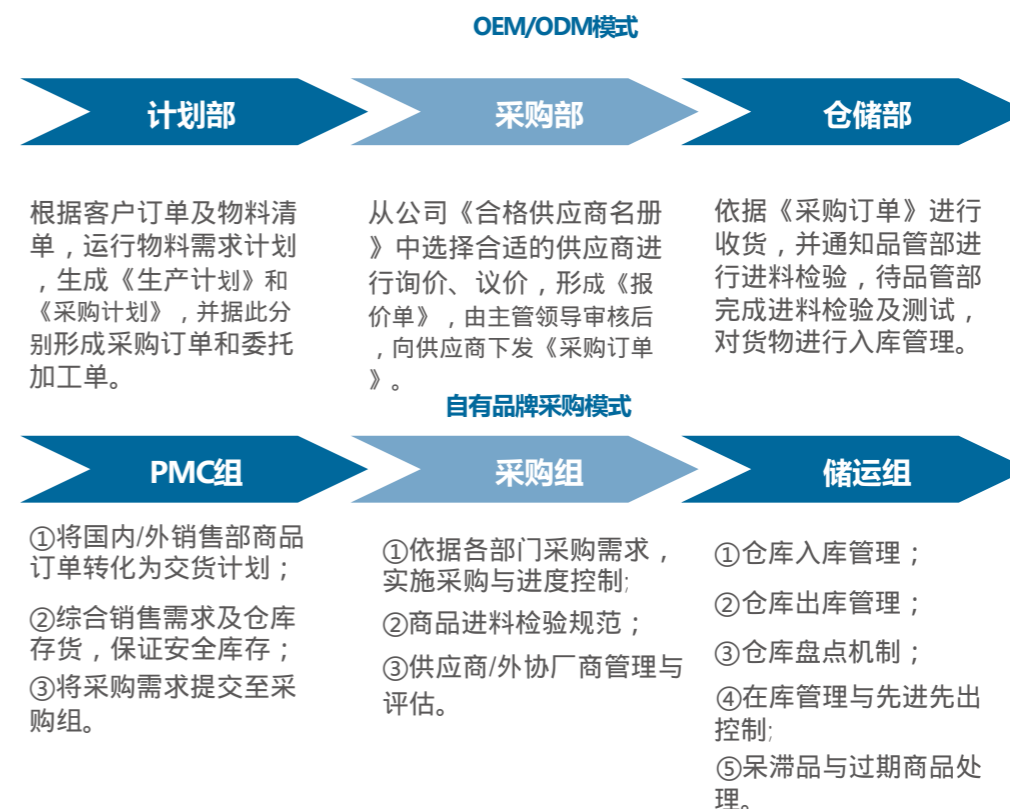 OEM/ODM模式
计划部
采购部
仓储部
根据客户订单及物料清
单，运行物料需求计划
，生成《生产计划》和
《采购计划》，并据此分
别形成采购订单和委托
加工单。
从公司《合格供应商名册
》中选择合适的供应商进
行询价、议价，形成《报
价单》，由主管领导审核后
，向供应商下发《采购订单
》。
依据《采购订单》进行
收货，并通知品管部进
行进料检验，待品管部
完成进料检验及测试，
对货物进行入库管理。
自有品牌采购模式
PMC组
采购组
储运组
①将国内/外销售部商品
订单转化为交货计划；
②综合销售需求及仓库
存货，保证安全库存；
③将采购需求提交至采
购组。
①依据各部门采购需求，
实施采购与进度控制;
②商品进料检验规范；
③供应商/外协厂商管理与
评估。
①仓库入库管理；
②仓库出库管理；
③仓库盘点机制；
④在库管理与先进先出
控制;
⑤呆滞品与过期商品处
理。